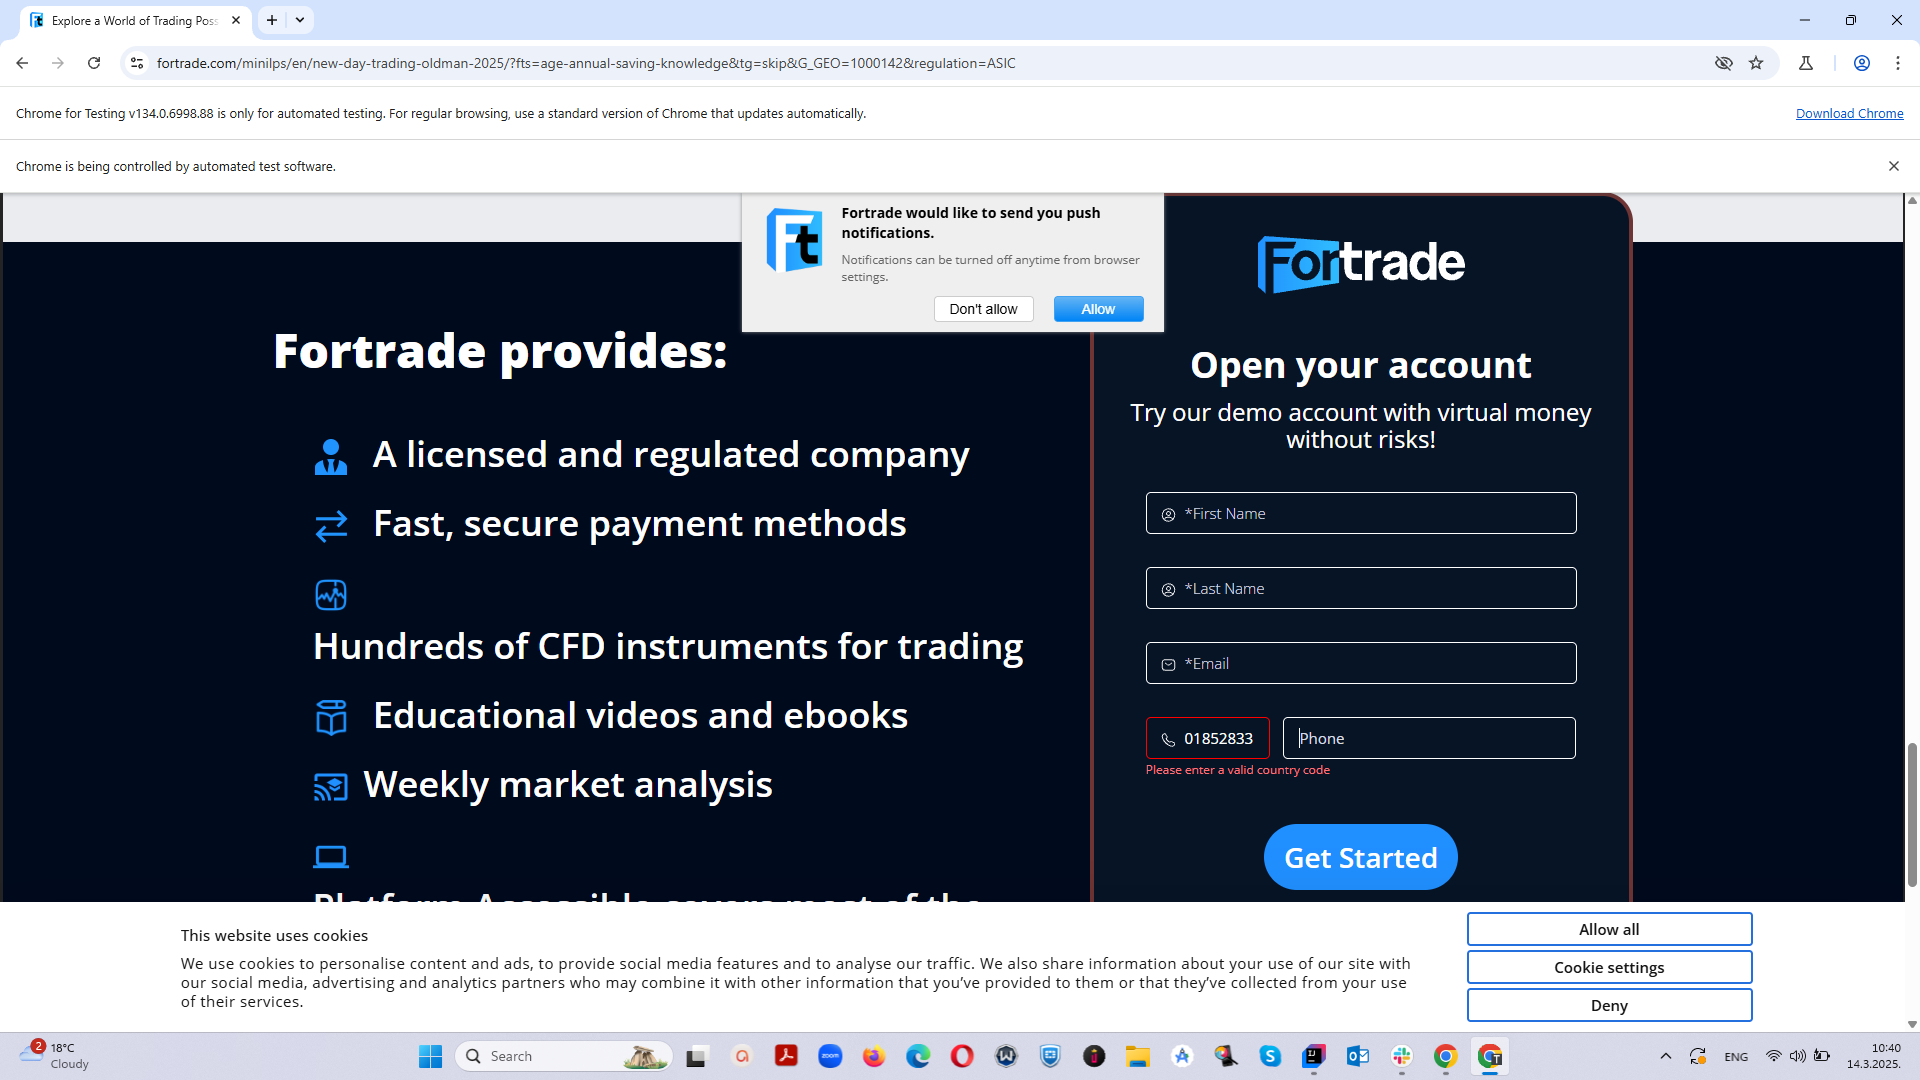 Explore a World of Trading Poss
fortrade.com/minilps/en/new-day-trading-oldman-2025/?fts=age-annual-saving-knowledge&tg=skip&G_GEO=1000142&regulation=ASIC
Chrome for Testing v134.0.6998.88 is only for automated testing. For regular browsing, use a standard version of Chrome that updates automatically.
Download Chrome
Chrome is being controlled by automated test software.
Fortrade would like to send you push
notifications.
Notifications can be turned off anytime from browser
settings.
Don't allow
Allow
Fortrade provides:
A licensed and regulated company
Fast, secure payment methods
Hundreds of CFD instruments for trading
Educational videos and ebooks
Weekly market analysis
Platform Accessible covers most of the
Fortrade
Open your account
Try our demo account with virtual money
without risks!
*First Name
*Last Name
*Email
01852833
Phone
Please enter a valid country code
Get Started
This website uses cookies
We use cookies to personalise content and ads, to provide social media features and to analyse our traffic. We also share information about your use of our site with
our social media, advertising and analytics partners who may combine it with other information that you’ve provided to them or that they’ve collected from your use
of their services.
Allow all
Cookie settings
Deny
2
18°C
Cloudy
Search
zoom
ENG
10:40
14.3.2025.